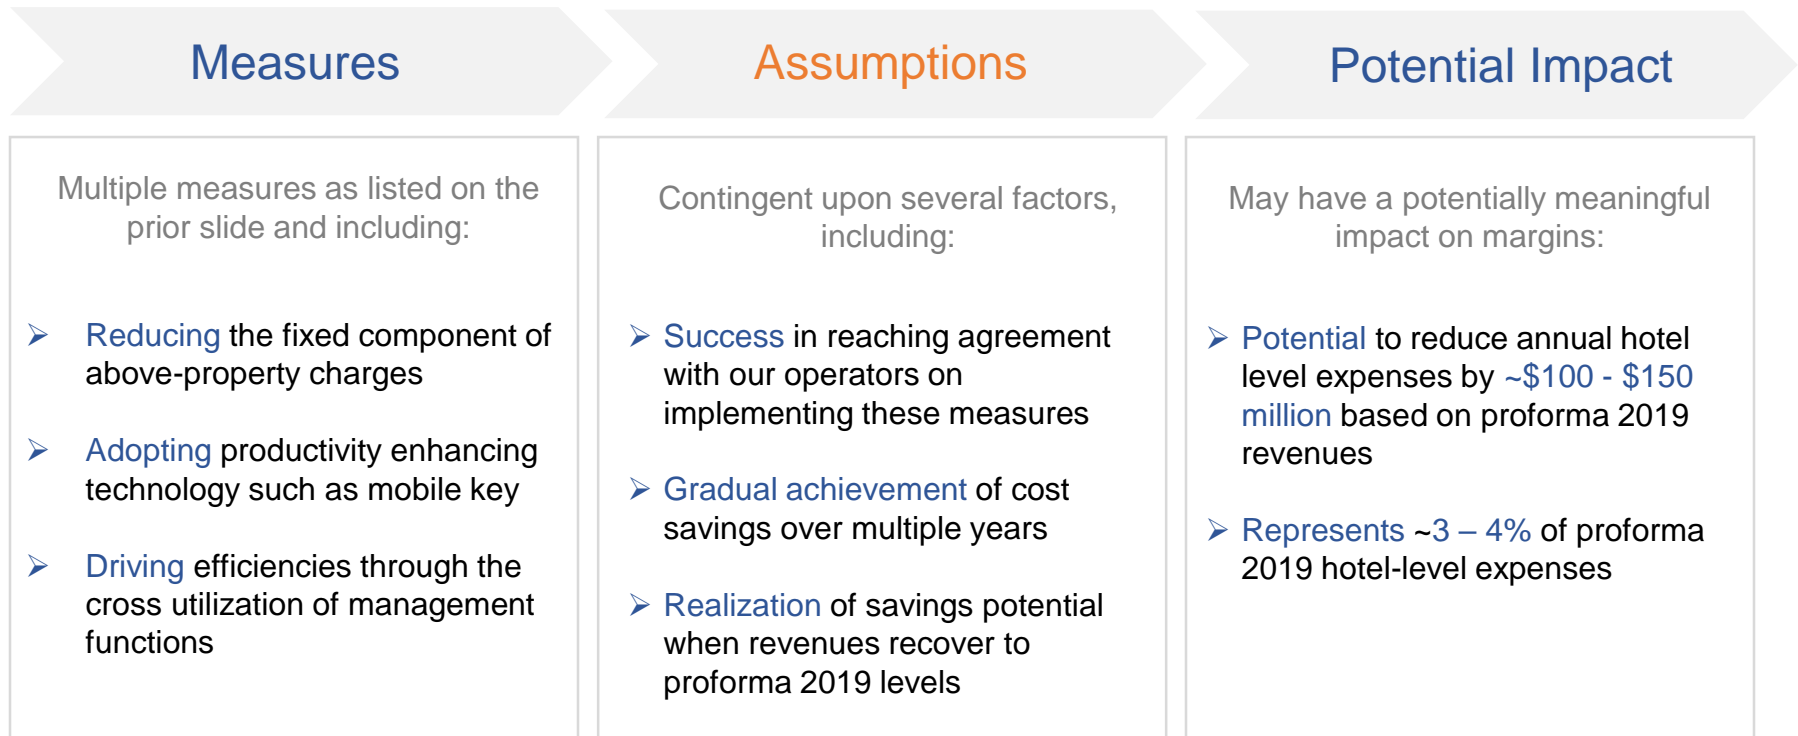 Measures
Assumptions
Potential Impact
Multiple measures as listed on the
prior slide and including:
➢ Reducing the fixed component of
above-property charges
➢ Adopting productivity enhancing
technology such as mobile key
➢ Driving efficiencies through the
cross utilization of management
functions
Contingent upon several factors,
including:
➢ Success in reaching agreement
with our operators on
implementing these measures
➢ Gradual achievement of cost
savings over multiple years
➢ Realization of savings potential
when revenues recover to
proforma 2019 levels
May have a potentially meaningful
impact on margins:
➢ Potential to reduce annual hotel
level expenses by ~$100 - $150
million based on proforma 2019
revenues
➢ Represents ~3 – 4% of proforma
2019 hotel-level expenses